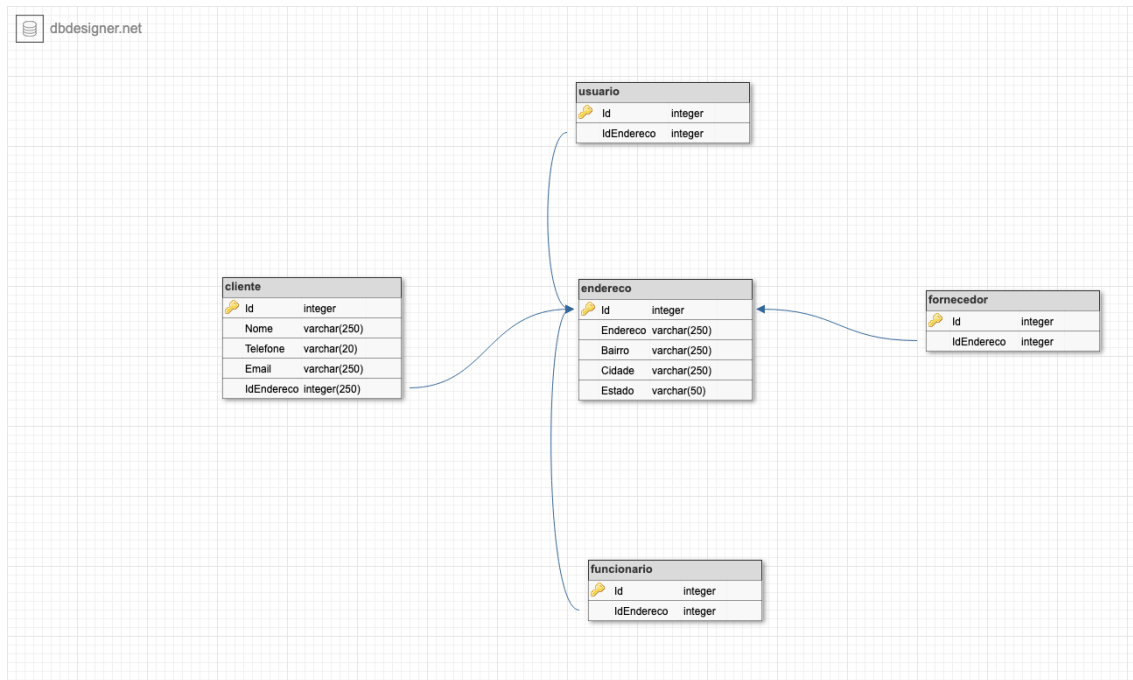 dbdesigner.net
usuario
Id integer
IdEndereco integer
cliente
Id integer
Nome varchar(250)
Telefone varchar(20)
Email varchar(250)
IdEndereco integer(250)
endereco
Id integer
Endereco varchar(250)
Bairro varchar(250)
Cidade varchar(250)
Estado varchar(50)
fornecedor
Id integer
IdEndereco integer
funcionario
Id integer
IdEndereco integer